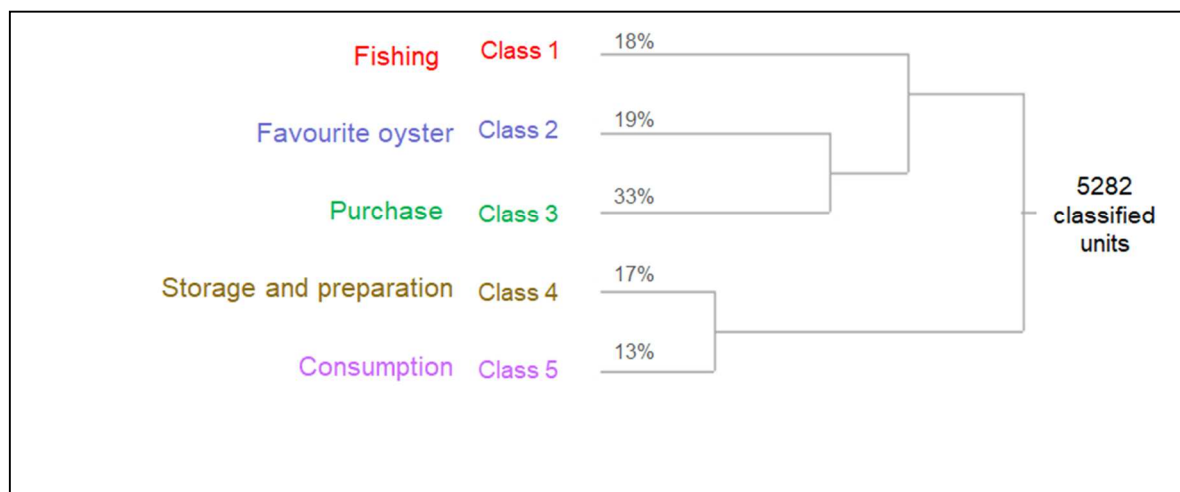 Fishing Class 1 18%
Favourite oyster Class 2 19%
Purchase Class 3 33%
Storage and preparation Class 4 17%
Consumption Class 5 13%
5282
classified
units